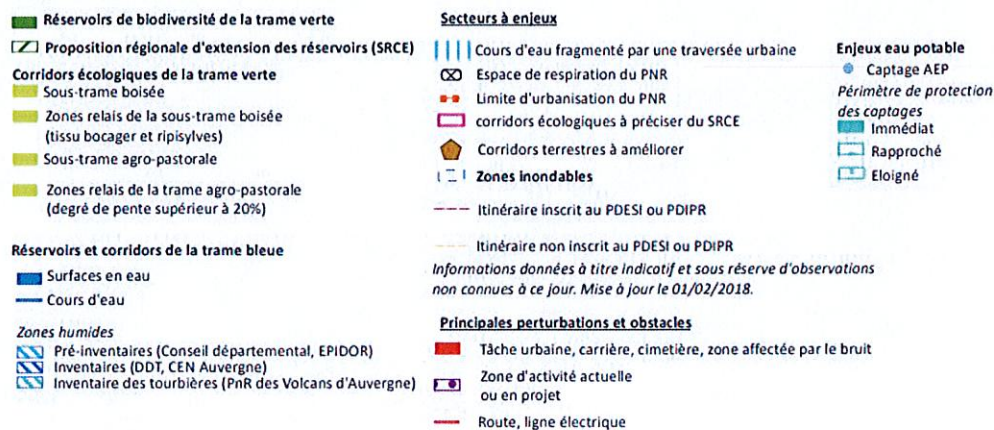 Réservoirs de biodiversité de la trame verte
Proposition régionale d'extension des réservoirs (SRCE)
Corridors écologiques de la trame verte
Sous-trame boisée
Zones relais de la sous-trame boisée
(tissu bocager et ripisylves)
Sous-trame agro-pastorale
Zones relais de la trame agro-pastorale
(degré de pente supérieur à 20%)
Réservoirs et corridors de la trame bleue
Surfaces en eau
Cours d'eau
Zones humides
Pré-inventaires (Conseil départemental, EPIDOR)
Inventaires (DDT, CEN Auvergne)
Inventaire des tourbières (PnR des Volcans d'Auvergne)
Secteurs à enjeux
Cours d'eau fragmenté par une traversée urbaine
Espace de respiration du PNR
Limite d'urbanisation du PNR
corridors écologiques à préciser du SRCE
Corridors terrestres à améliorer
Zones inondables
Itinéraire inscrit au PDESI ou PDIPR
Itinéraire non inscrit au PDESI ou PDIPR
Informations données à titre indicatif et sous réserve d'observations
non connues à ce jour. Mise à jour le 01/02/2018.
Principales perturbations et obstacles
Tâche urbaine, carrière, cimetière, zone affectée par le bruit
Zone d'activité actuelle
ou en projet
Route, ligne électrique
Enjeux eau potable
Captage AEP
Périmètre de protection
des captages
Immédiat
Rapproché
Eloigné